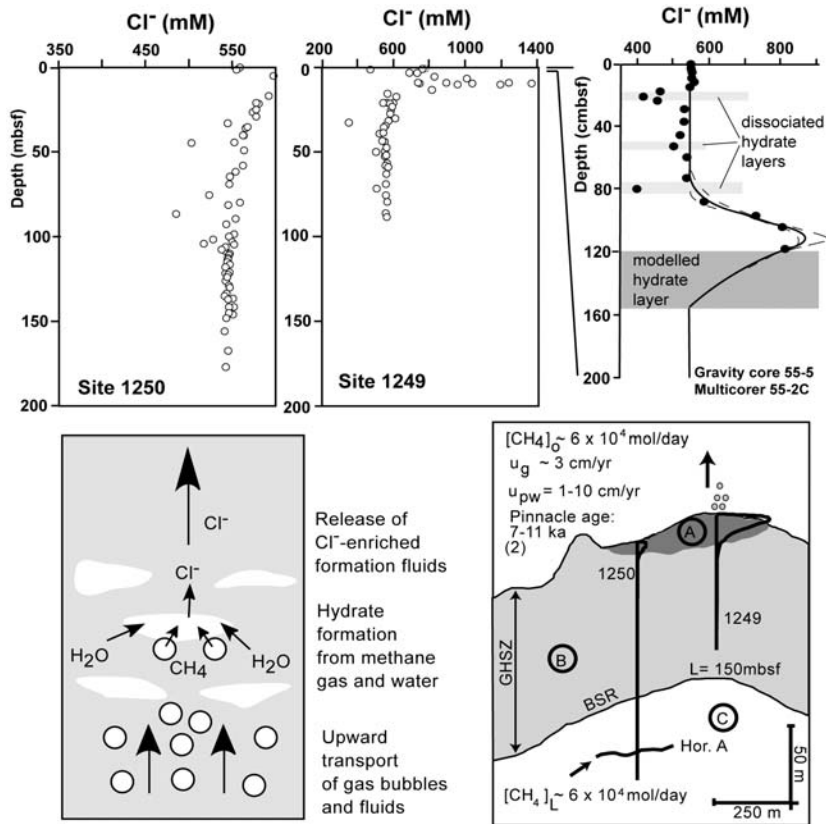 Cl⁻ (mM)
350 450 550
Depth (mbsf)
0
50
100
150
200
Site 1250
Cl⁻ (mM)
200 600 1000 1400
0
50
100
150
200
Site 1249
Cl⁻ (mM)
400 600 800
Depth (cmbsf)
0
40
80
120
160
200
dissociated
hydrate
layers
modelled
hydrate
layer
Gravity core 55-5
Multicorer 55-2C
Cl⁻
Cl⁻
H₂O
CH₄
H₂O
Release of
Cl⁻-enriched
formation fluids
Hydrate
formation
from methane
gas and water
Upward
transport
of gas bubbles
and fluids
[CH4]₀~ 6 x 10⁴mol/day
u_g ~ 3 cm/yr
u_pw = 1-10 cm/yr
Pinnacle age:
7-11 ka
(2)
A
1250
1249
GHSZ
B
L= 150mbsf
BSR
C
Hor. A
50 m
[CH₄]_L ~ 6 x 10⁴mol/day
250 m